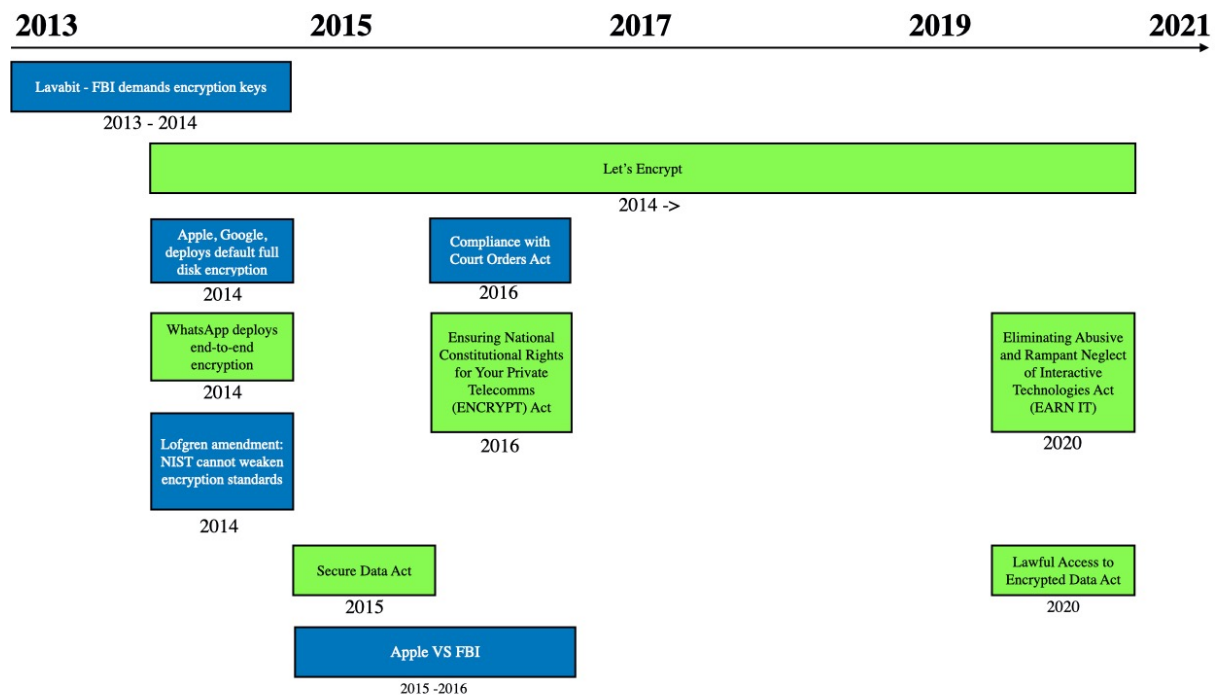 2013 2015 2017 2019 2021
Lavabit - FBI demands encryption keys
2013 - 2014
Let's Encrypt
2014 ->
Apple, Google,
deploys default full
disk encryption
2014
Compliance with
Court Orders Act
2016
WhatsApp deploys
end-to-end
encryption
2014
Ensuring National
Constitutional Rights
for Your Private
Telecomms
(ENCRYPT) Act
2016
Eliminating Abusive
and Rampant Neglect
of Interactive
Technologies Act
(EARN IT)
2020
Lofgren amendment:
NIST cannot weaken
encryption standards
2014
Secure Data Act
2015
Lawful Access to
Encrypted Data Act
2020
Apple VS FBI
2015 -2016